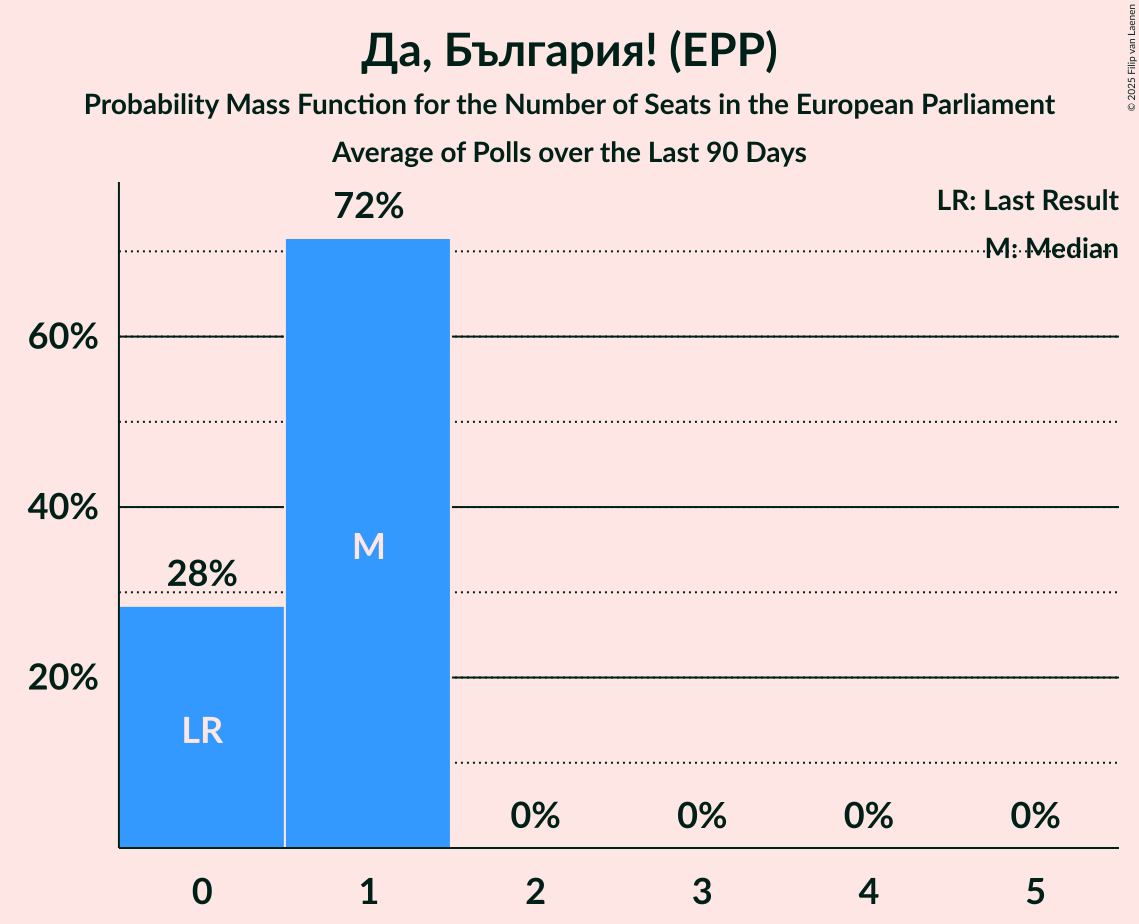 Да, България! (EPP)
Probability Mass Function for the Number of Seats in the European Parliament
Average of Polls over the Last 90 Days
© 2025 Filip van Laenen
LR: Last Result
M: Median
72%
60%
M
40%
28%
20%
LR
0%
0%
0%
0%
0
1
2
3
4
5